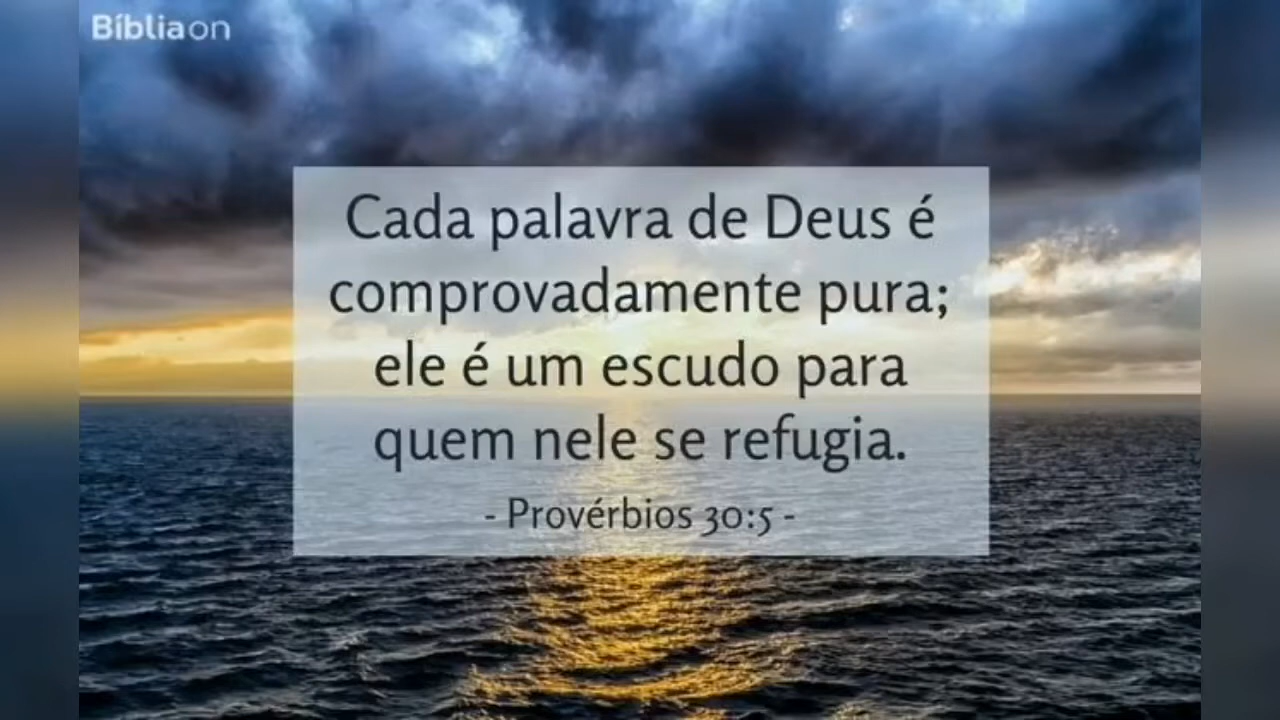 Bíbliaon
Cada palavra de Deus é
comprovadamente pura;
ele é um escudo para
quem nele se refugia.
- Provérbios 30:5 -